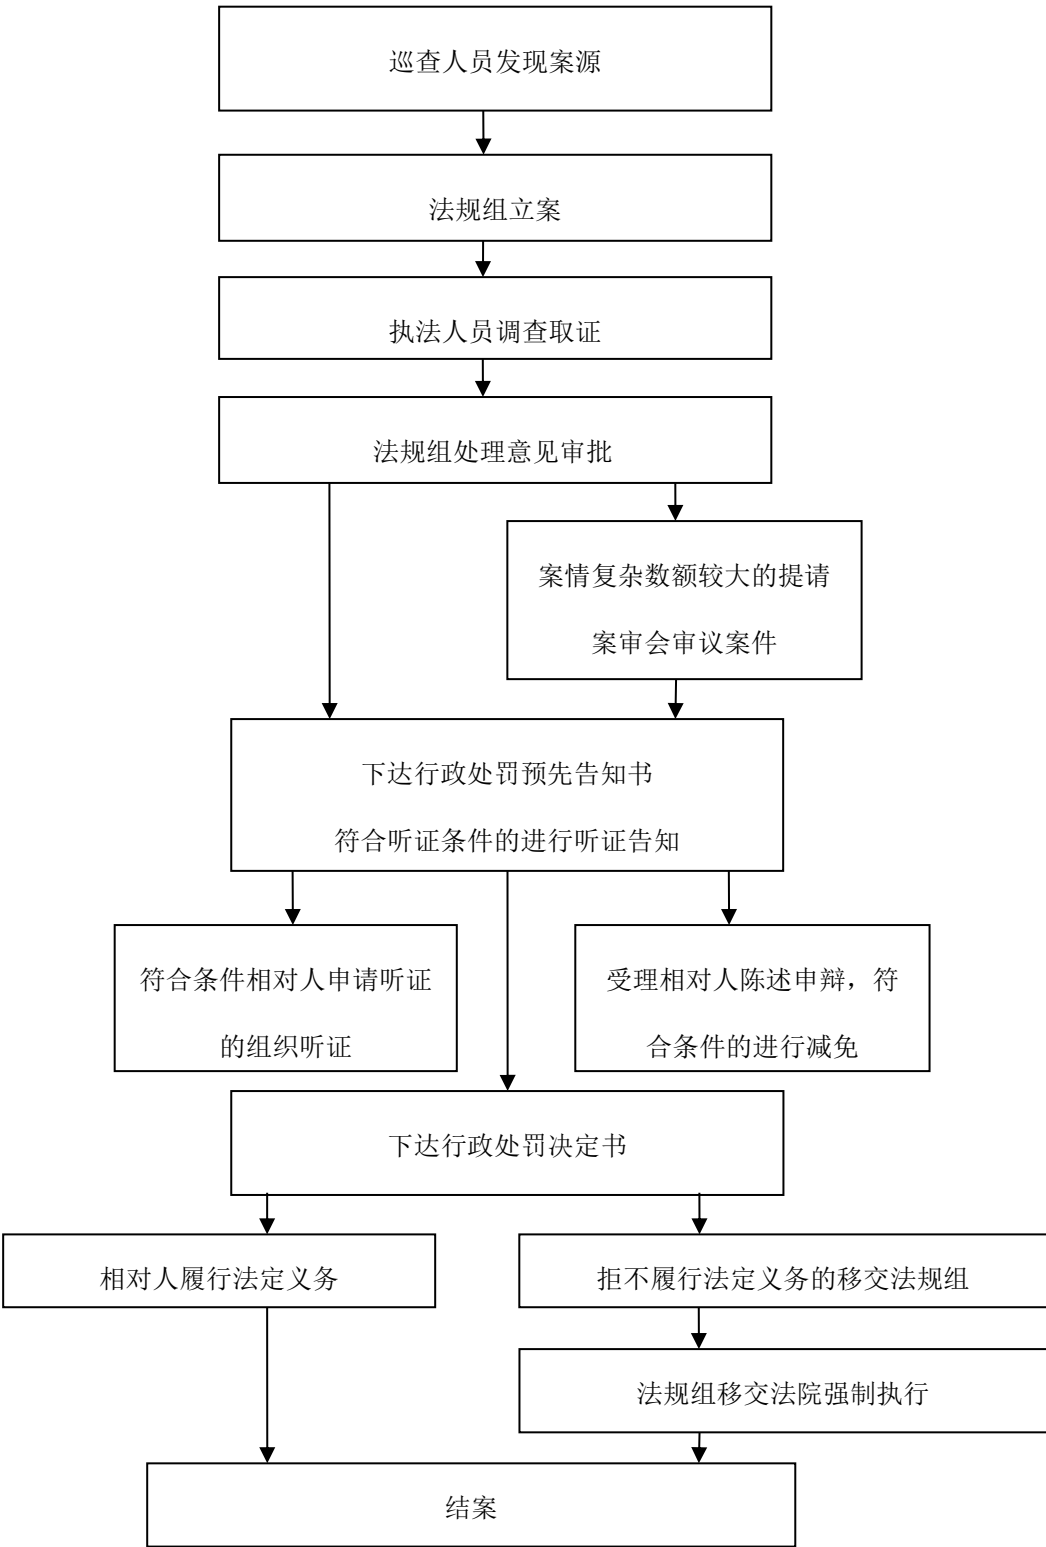 巡查人员发现案源
法规组立案
执法人员调查取证
法规组处理意见审批
案情复杂数额较大的提请
案审会审议案件
下达行政处罚预先告知书
符合听证条件的进行听证告知
符合条件相对人申请听证
的组织听证
受理相对人陈述申辩，符
合条件的进行减免
下达行政处罚决定书
相对人履行法定义务
拒不履行法定义务的移交法规组
法规组移交法院强制执行
结案